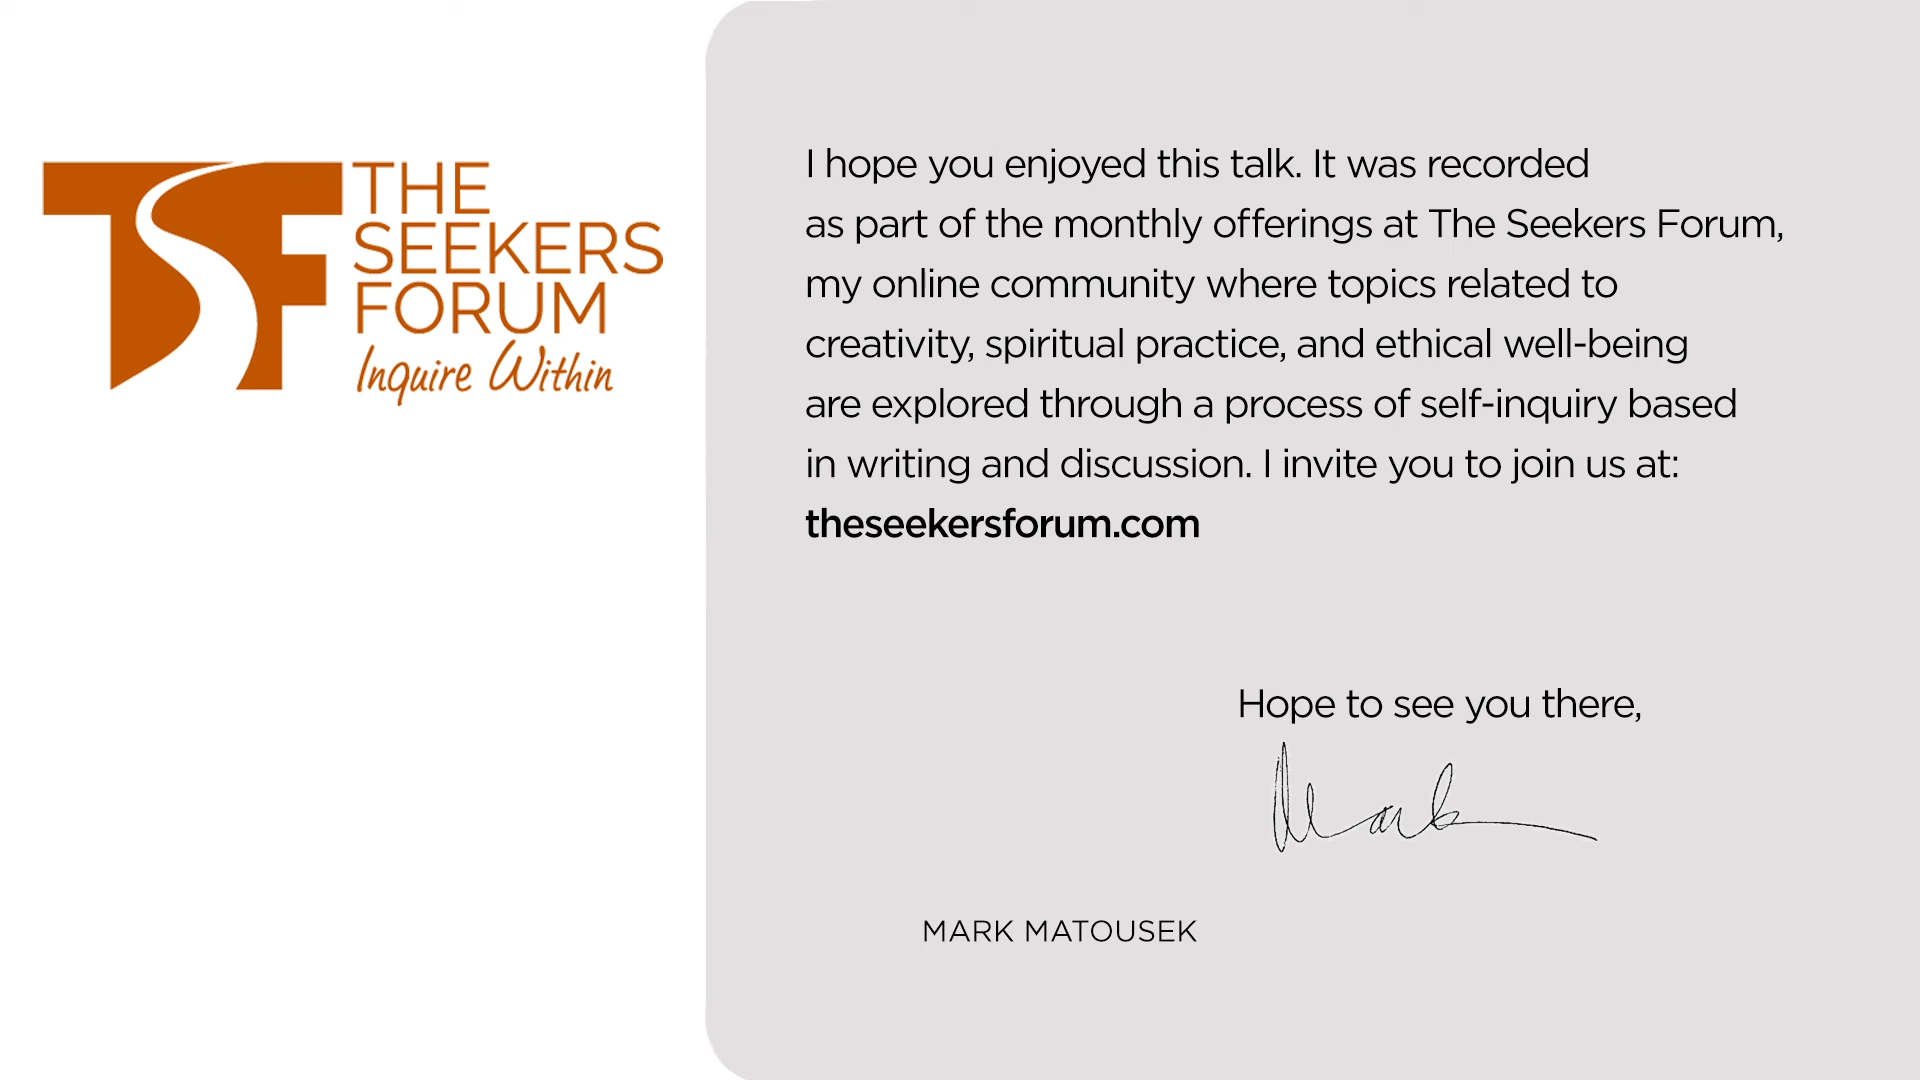 THE
SEEKERS
FORUM
Inquire Within
I hope you enjoyed this talk. It was recorded
as part of the monthly offerings at The Seekers Forum,
my online community where topics related to
creativity, spiritual practice, and ethical well-being
are explored through a process of self-inquiry based
in writing and discussion. I invite you to join us at:
theseekersforum.com
Hope to see you there,
Mark
MARK MATOUSEK